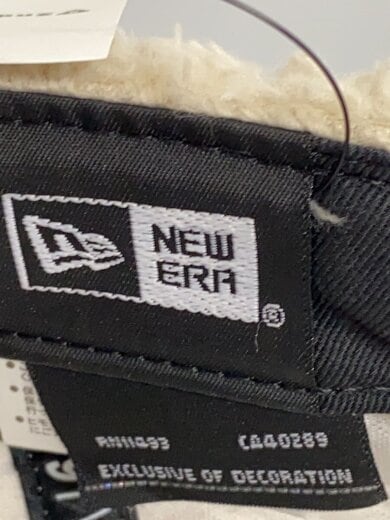 NEW
ERA
®
RN11493 CA40289
EXCLUSIVE OF DECORATION